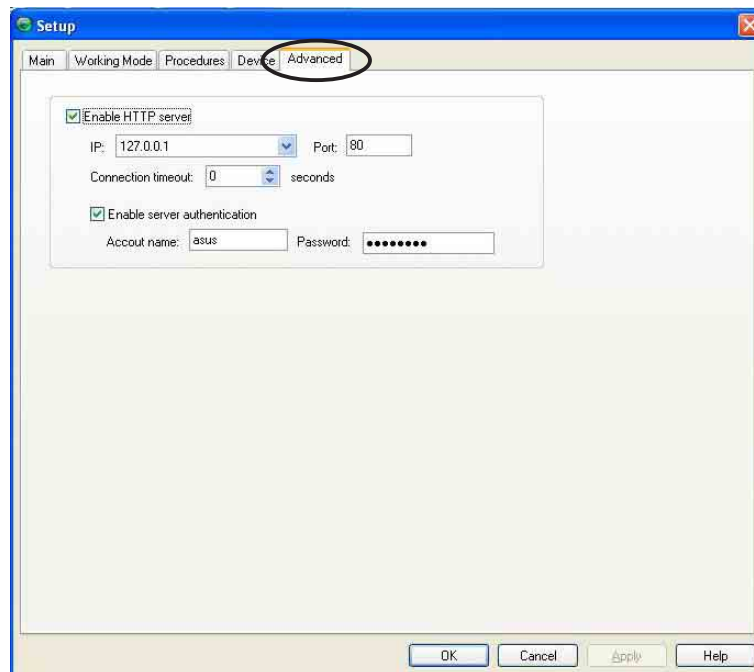 Setup
Main Working Mode Procedures Device Advanced
Enable HTTP server
IP: 127.0.0.1 Port: 80
Connection timeout: 0 seconds
Enable server authentication
Accout name: asus Password: ••••••••
OK Cancel Apply Help